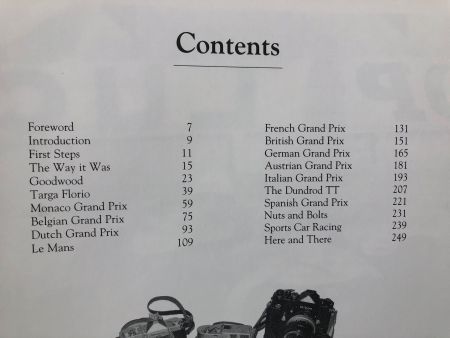 Contents
Foreword 7
Introduction 9
First Steps 11
The Way it Was 15
Goodwood 23
Targa Florio 39
Monaco Grand Prix 59
Belgian Grand Prix 75
Dutch Grand Prix 93
Le Mans 109
French Grand Prix 131
British Grand Prix 151
German Grand Prix 165
Austrian Grand Prix 181
Italian Grand Prix 193
The Dundrod TT 207
Spanish Grand Prix 221
Nuts and Bolts 231
Sports Car Racing 239
Here and There 249